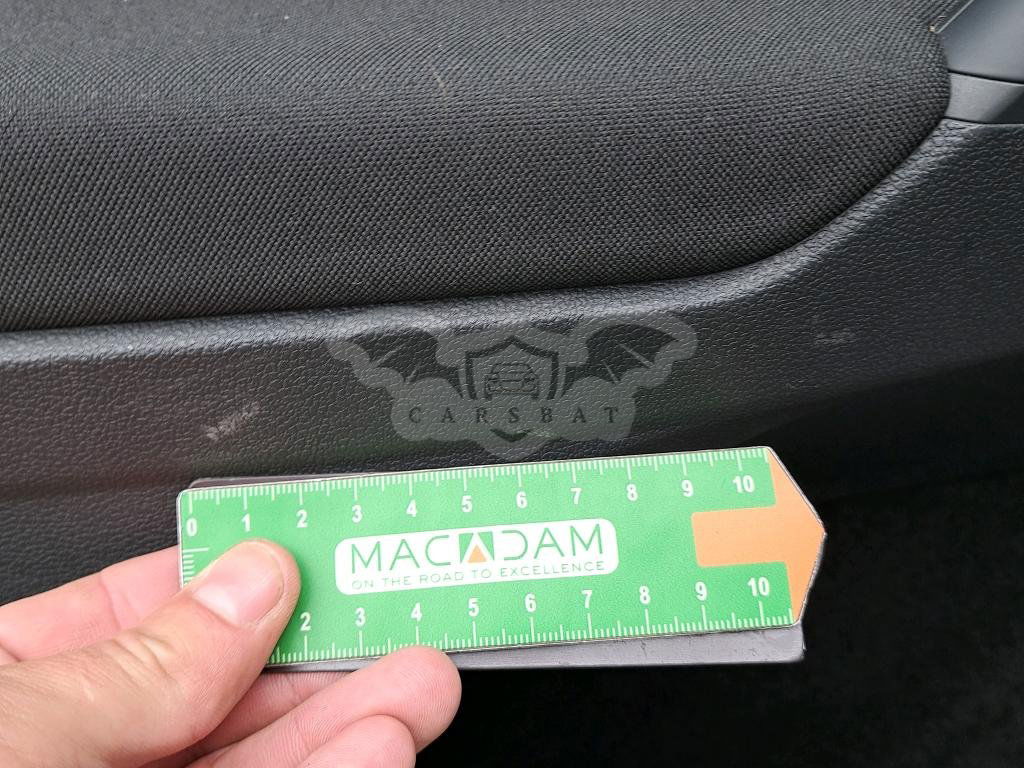 CARSBAT
0 1 2 3 4 5 6 7 8 9 10
MACADAM
ON THE ROAD TO EXCELLENCE
2 3 4 5 6 7 8 9 10